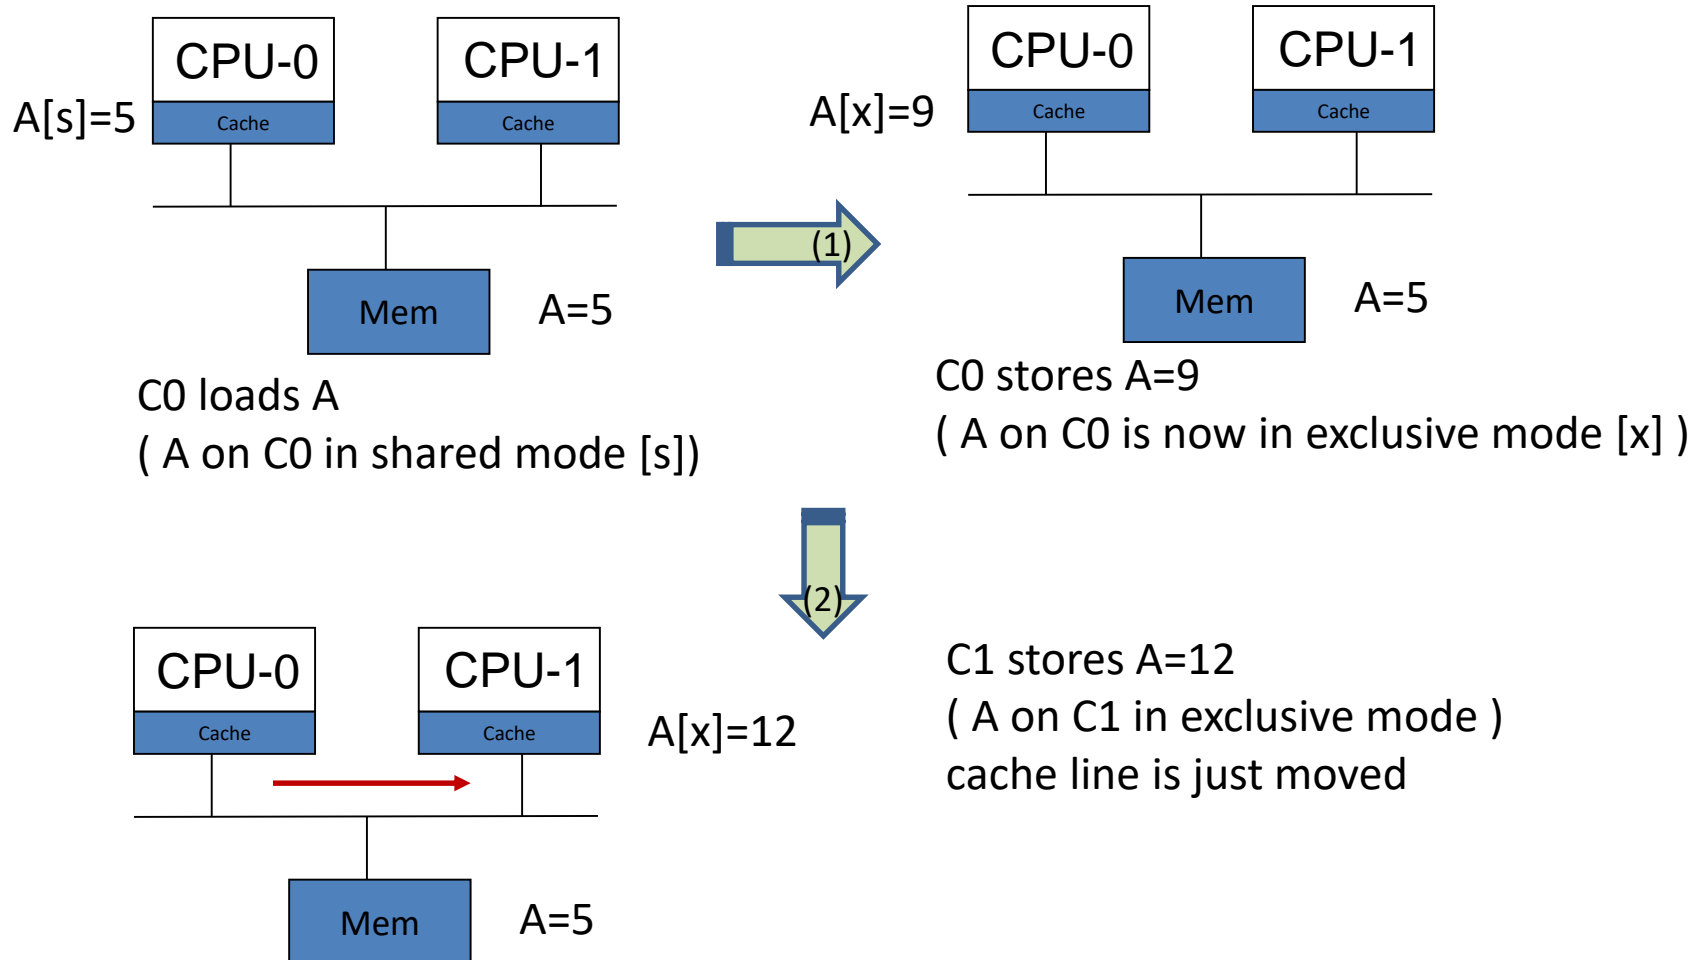 CPU-0
CPU-1
A[s]=5
Cache
Cache
Mem
A=5
C0 loads A
( A on C0 in shared mode [s])
(1)
CPU-0
CPU-1
A[x]=9
Cache
Cache
Mem
A=5
C0 stores A=9
( A on C0 is now in exclusive mode [x] )
(2)
CPU-0
CPU-1
Cache
Cache
A[x]=12
Mem
A=5
C1 stores A=12
( A on C1 in exclusive mode )
cache line is just moved